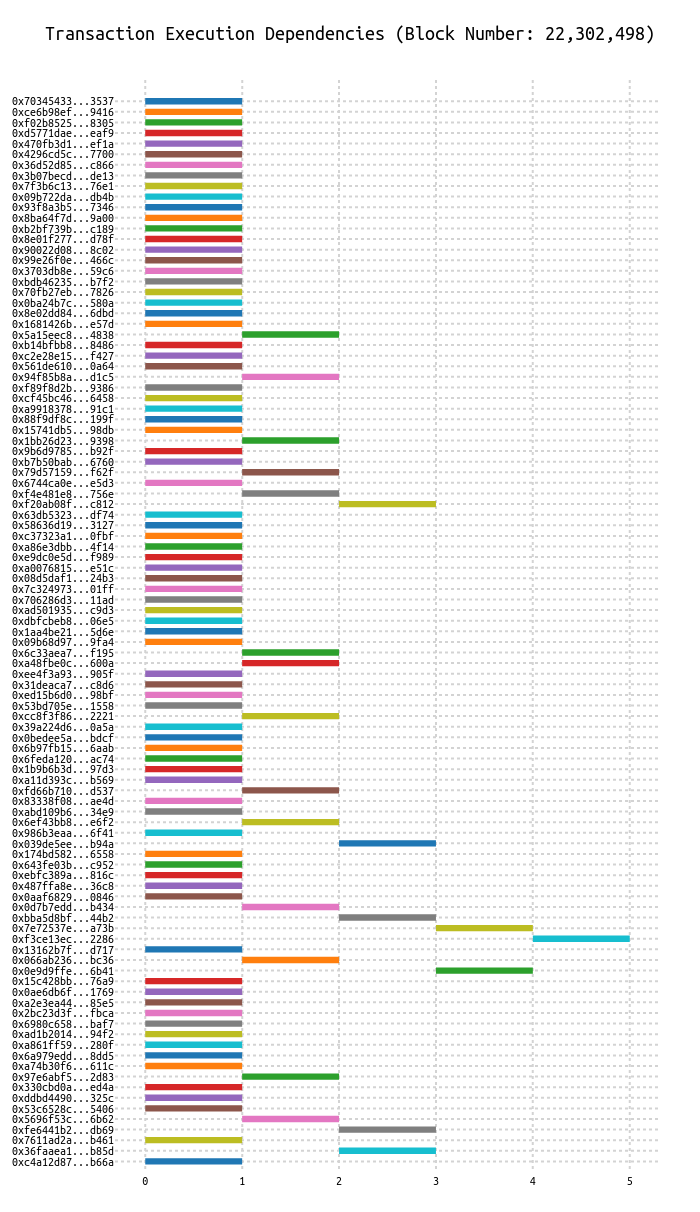 Transaction Execution Dependencies (Block Number: 22,302,498)
0x70345433...3537
0xce6b98ef...9416
0xf02b8525...8305
0xd5771dae...eaf9
0x470fb3d1...ef1a
0x4296cd5c...7700
0x36d52d85...c866
0x3b07becd...de13
0x7f3b6c13...76e1
0x09b722da...db4b
0x93f8a3b5...7346
0x8ba64f7d...9a00
0xb2bf739b...c189
0x8e01f277...d78f
0x90022d08...8c02
0x99e26f0e...466c
0x3703db8e...59c6
0xbdb46235...b7f2
0x70fb27eb...7826
0x0ba24b7c...580a
0x8e02dd84...6dbd
0x1681426b...e57d
0x5a15eec8...4838
0xb14bfbb8...8486
0xc2e28e15...f427
0x561de610...0a64
0x94f85b8a...d1c5
0xf89f8d2b...9386
0xcf45bc46...6458
0xa9918378...91c1
0x88f9df8c...199f
0x15741db5...98db
0x1bb26d23...9398
0x9b6d9785...b92f
0xb7b50bab...6760
0x79d57159...f62f
0x6744ca0e...e5d3
0xf4e481e8...756e
0xf20ab08f...c812
0x63db5323...df74
0x58636d19...3127
0xc37323a1...0fbf
0xa86e3dbb...4f14
0xe9dc0e5d...f989
0xa0076815...e51c
0x08d5daf1...24b3
0x7c324973...01ff
0x706286d3...11ad
0xad501935...c9d3
0xdbfcbeb8...06e5
0x1aa4be21...5d6e
0x09b68d97...9fa4
0x6c33aea7...f195
0xa48fbe0c...600a
0xee4f3a93...905f
0x31deaca7...c8d6
0xed15b6d0...98bf
0x53bd705e...1558
0xcc8f3f86...2221
0x39a224d6...0a5a
0x0bedee5a...bdcf
0x6b97fb15...6aab
0x6feda120...ac74
0x1b9b6b3d...97d3
0xa11d393c...b569
0xfd66b710...d537
0x83338f08...ae4d
0xabd109b6...34e9
0x6ef43bb8...e6f2
0x986b3eaa...6f41
0x039de5ee...b94a
0x174bd582...6558
0x643fe03b...c952
0xebfc389a...816c
0x487ffa8e...36c8
0x0aaf6829...0846
0x0d7b7edd...b434
0xbba5d8bf...44b2
0x7e72537e...a73b
0xf3ce13ec...2286
0x13162b7f...d717
0x066ab236...bc36
0x0e9d9ffe...6b41
0x15c428bb...76a9
0x0ae6db6f...1769
0xa2e3ea44...85e5
0x2bc23d3f...fbca
0x6980c658...baf7
0xad1b2014...94f2
0xa861ff59...280f
0x6a979edd...8dd5
0xa74b30f6...611c
0x97e6abf5...2d83
0x330cbd0a...ed4a
0xddbd4490...325c
0x53c6528c...5406
0x5696f53c...6b62
0xfe6441b2...db69
0x7611ad2a...b461
0x36faaea1...b85d
0xc4a12d87...b66a
0 1 2 3 4 5